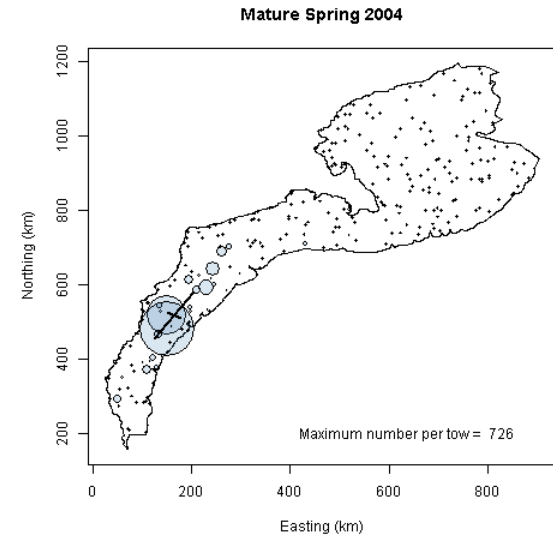 Mature Spring 2004
1200
1000
800
600
400
200
Northing (km)
Maximum number per tow = 726
0 200 400 600 800
Easting (km)